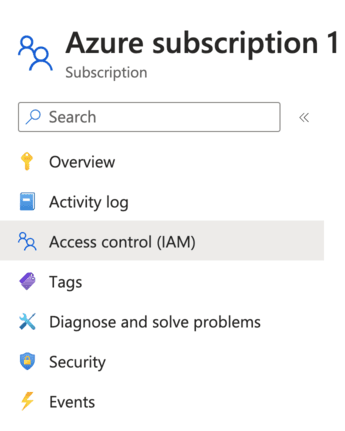 Azure subscription 1
Subscription
Search
Overview
Activity log
Access control (IAM)
Tags
Diagnose and solve problems
Security
Events